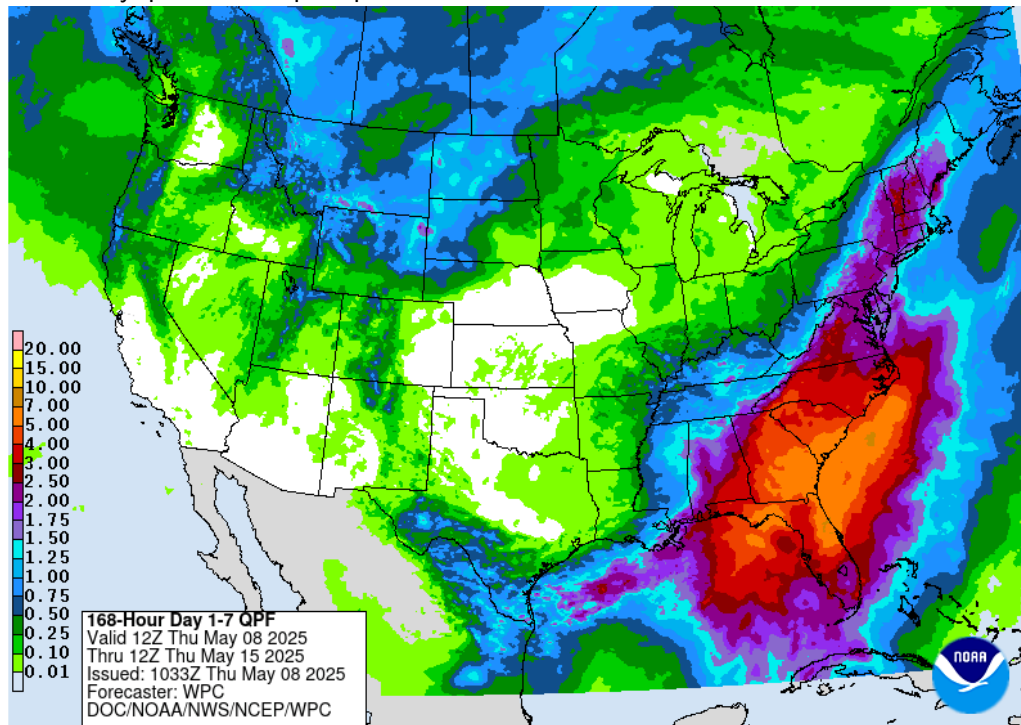 20.00
15.00
10.00
7.00
5.00
4.00
3.00
2.50
2.00
1.75
1.50
1.25
1.00
0.75
0.50
0.25
0.10
0.01
168-Hour Day 1-7 QPF
Valid 12Z Thu May 08 2025
Thru 12Z Thu May 15 2025
Issued: 1033Z Thu May 08 2025
Forecaster: WPC
DOC/NOAA/NWS/NCEP/WPC
NOAA